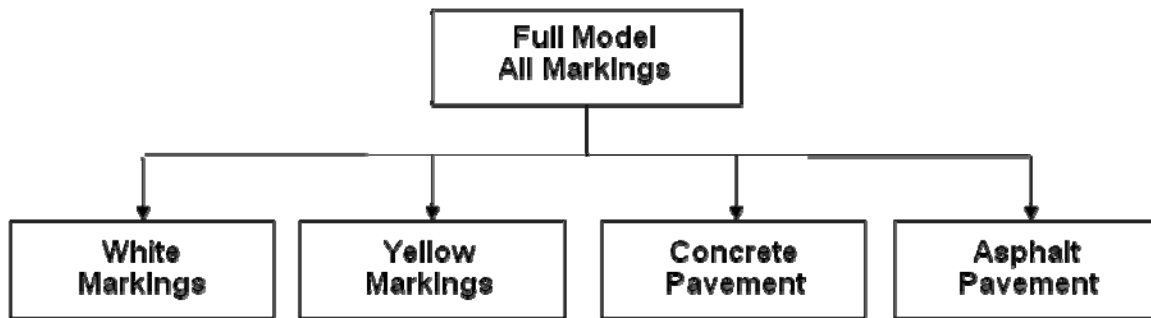 Full Model
All Markings
White
Markings
Yellow
Markings
Concrete
Pavement
Asphalt
Pavement